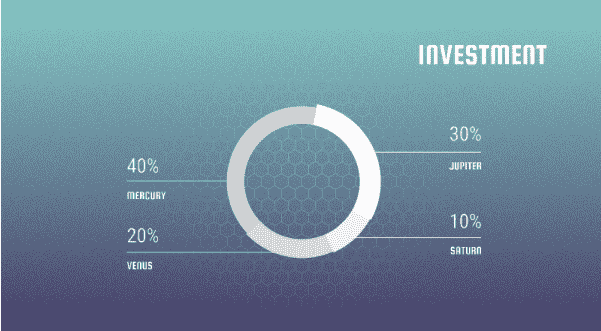 INVESTMENT
40%
MERCURY
20%
VENUS
30%
JUPITER
10%
SATURN